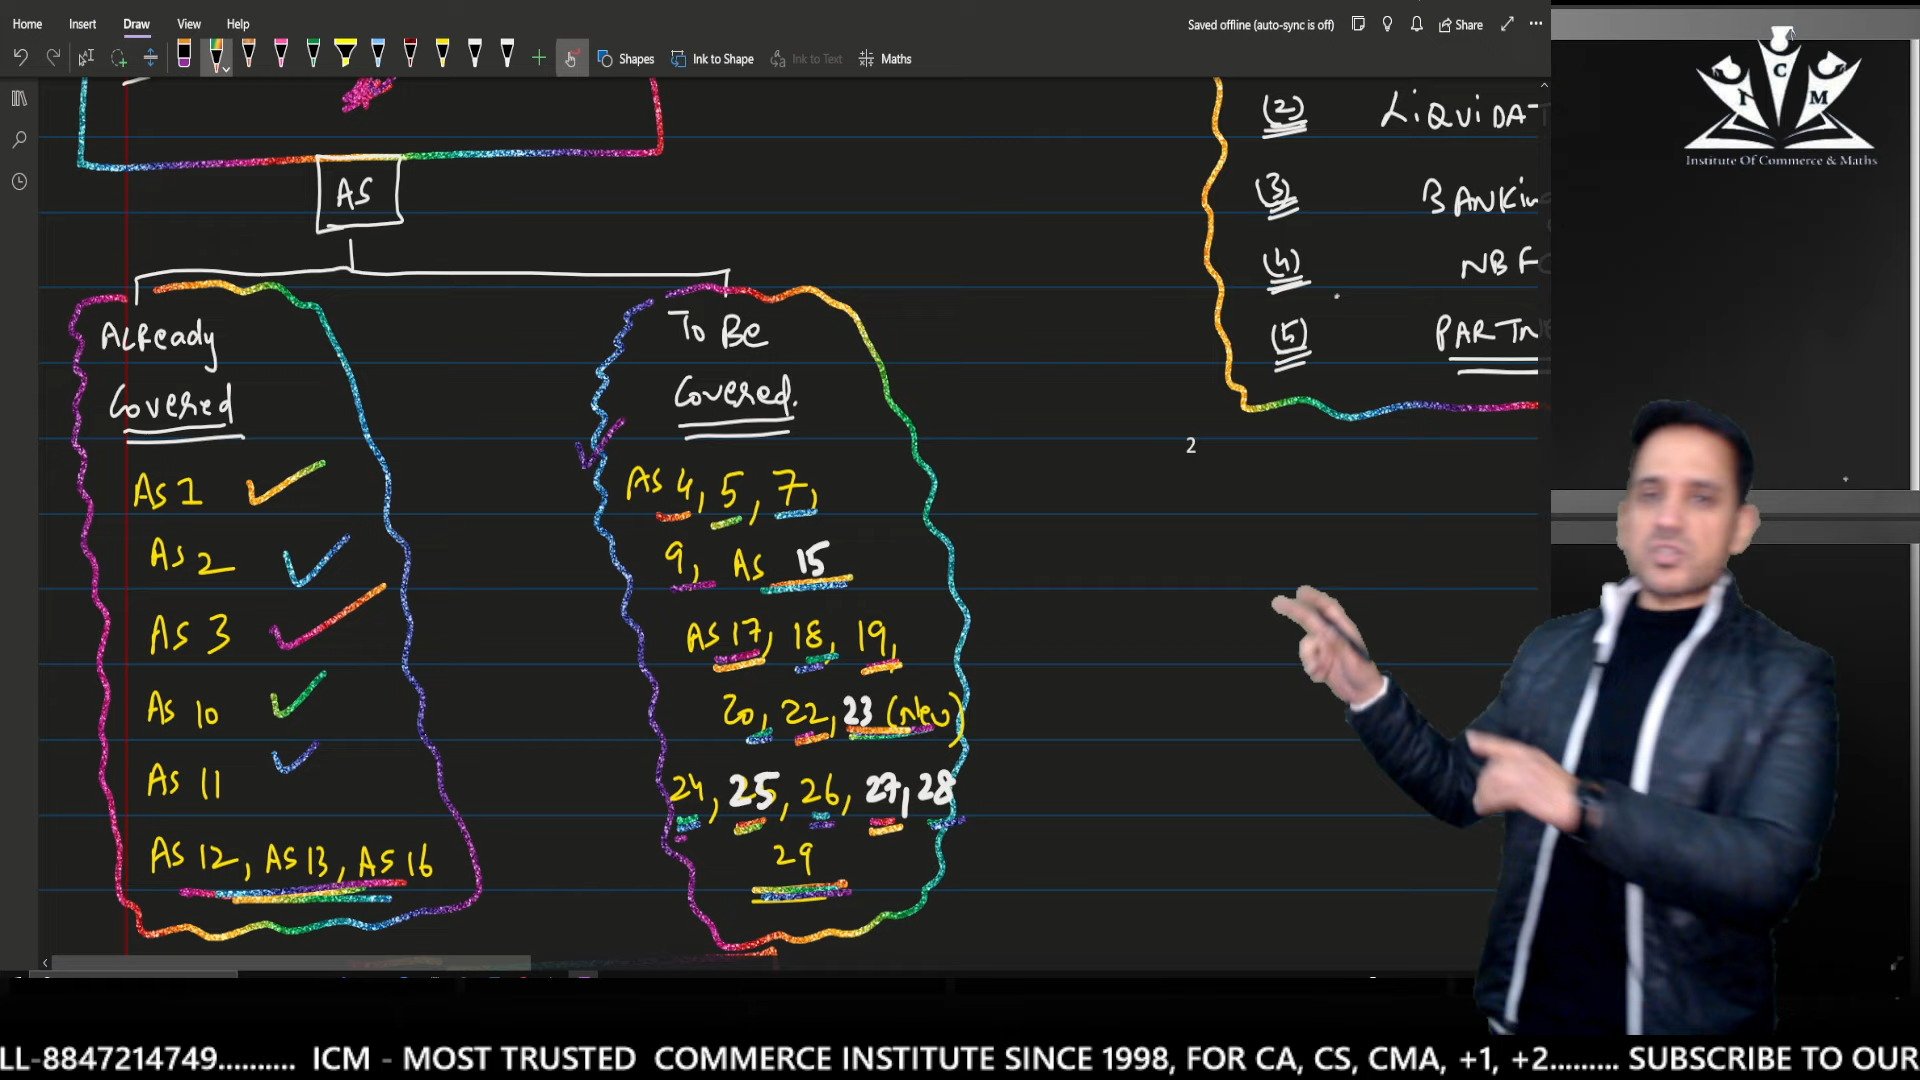 Home Insert Draw View Help
Saved offline (auto-sync is off) Share
Shapes Ink to Shape Ink to Text Maths
AS
Already
Covered
AS 1
AS 2
AS 3
AS 10
AS 11
AS 12, AS 13, AS 16
To Be
Covered.
AS 4, 5, 7,
9, AS 15
AS 17, 18, 19,
20, 22, 23 (New)
24, 25, 26, 27, 28
29
(2) LIQUIDAT
(3) BANKIN
(4) NBFC
(5) PARTNE
2
I C M
Institute Of Commerce & Maths
LL-8847214749.......... ICM - MOST TRUSTED COMMERCE INSTITUTE SINCE 1998, FOR CA, CS, CMA, +1, +2......... SUBSCRIBE TO OUR